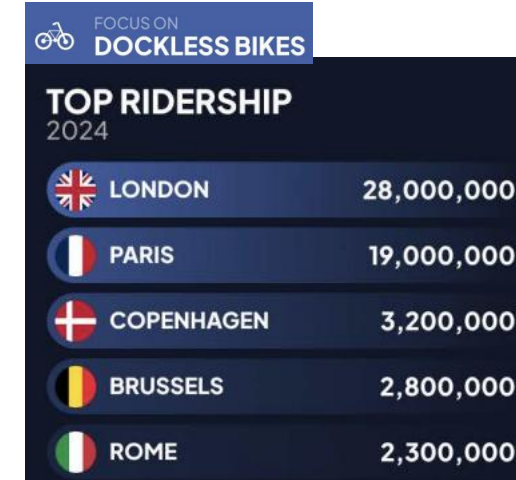 FOCUS ON
DOCKLESS BIKES
TOP RIDERSHIP
2024
LONDON 28,000,000
PARIS 19,000,000
COPENHAGEN 3,200,000
BRUSSELS 2,800,000
ROME 2,300,000